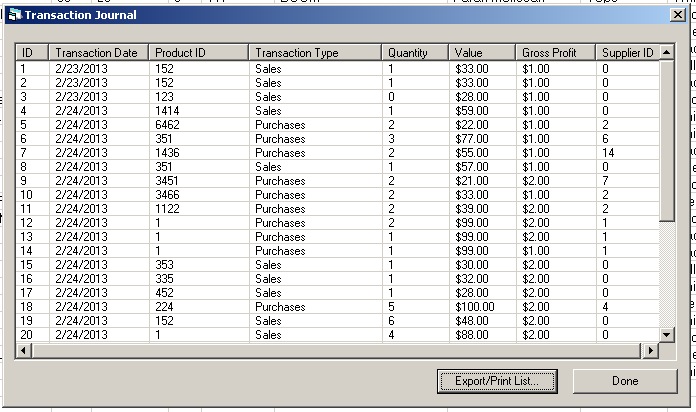 Transaction Journal
ID Transaction Date Product ID Transaction Type Quantity Value Gross Profit Supplier ID
1 2/23/2013 152 Sales 1 $33.00 $1.00 0
2 2/23/2013 152 Sales 1 $33.00 $1.00 0
3 2/23/2013 123 Sales 0 $28.00 $1.00 0
4 2/24/2013 1414 Sales 1 $59.00 $1.00 0
5 2/24/2013 6462 Purchases 2 $22.00 $1.00 2
6 2/24/2013 351 Purchases 3 $77.00 $1.00 6
7 2/24/2013 1436 Purchases 2 $55.00 $1.00 14
8 2/24/2013 351 Sales 1 $57.00 $1.00 0
9 2/24/2013 3451 Purchases 2 $21.00 $2.00 7
10 2/24/2013 3466 Purchases 2 $33.00 $1.00 2
11 2/24/2013 1122 Purchases 2 $39.00 $2.00 2
12 2/24/2013 1 Purchases 2 $99.00 $2.00 1
13 2/24/2013 1 Purchases 1 $99.00 $2.00 1
14 2/24/2013 1 Purchases 1 $99.00 $1.00 1
15 2/24/2013 353 Sales 1 $30.00 $2.00 0
16 2/24/2013 335 Sales 1 $32.00 $2.00 0
17 2/24/2013 452 Sales 1 $28.00 $2.00 0
18 2/24/2013 224 Purchases 5 $100.00 $2.00 4
19 2/24/2013 152 Sales 6 $48.00 $2.00 0
20 2/24/2013 1 Sales 4 $88.00 $2.00 0
Export/Print List... Done